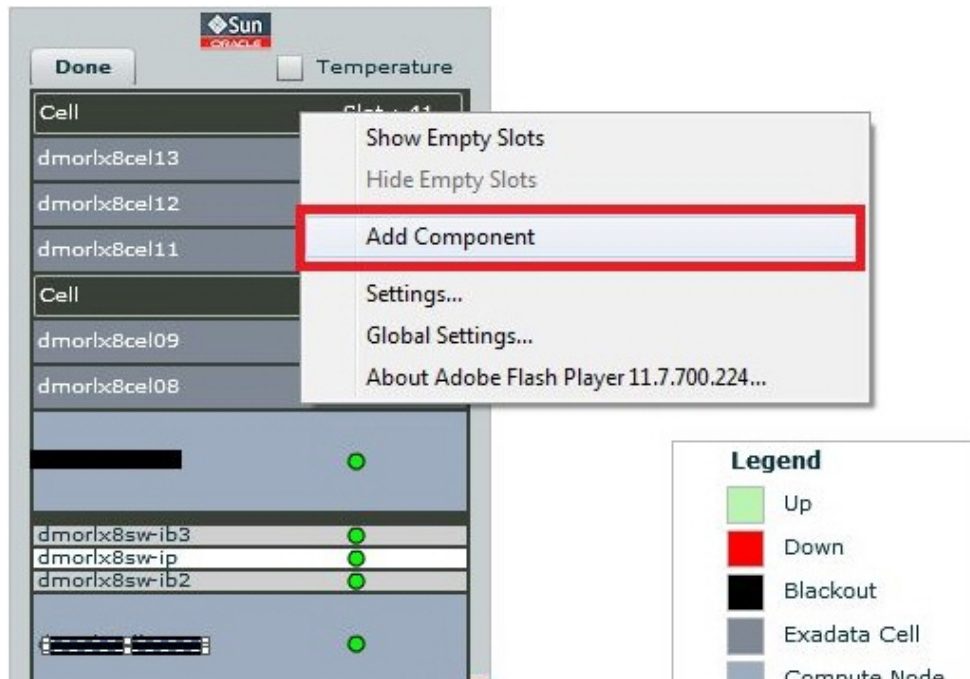 Sun
ORACLE
Done
Temperature
Cell
dmorlx8cel13
dmorlx8cel12
dmorlx8cel11
Cell
dmorlx8cel09
dmorlx8cel08
Show Empty Slots
Hide Empty Slots
Add Component
Settings...
Global Settings...
About Adobe Flash Player 11.7.700.224...
dmorlx8sw-ib3
dmorlx8sw-ip
dmorlx8sw-ib2
Legend
Up
Down
Blackout
Exadata Cell
Compute Node